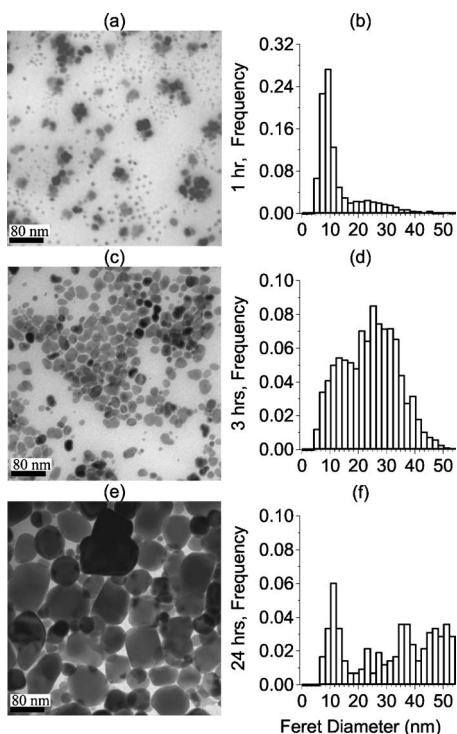 (a)
(b)
80 nm
1 hr, Frequency
0.32
0.24
0.16
0.08
0.00
0 10 20 30 40 50
(c)
(d)
80 nm
3 hrs, Frequency
0.10
0.08
0.06
0.04
0.02
0.00
0 10 20 30 40 50
(e)
(f)
80 nm
24 hrs, Frequency
0.10
0.08
0.06
0.04
0.02
0.00
0 10 20 30 40 50
Feret Diameter (nm)